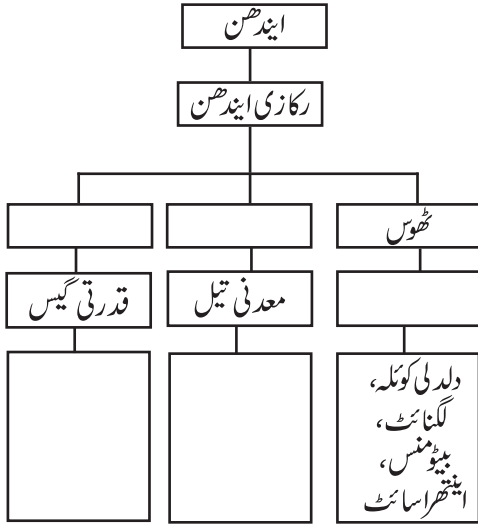 ایندھن
رکازی ایندھن
ٹھوس
معدنی تیل
قدرتی گیس
دلدلی کوئلہ،
لگنائٹ،
بیٹومنس،
اینتھراسائٹ